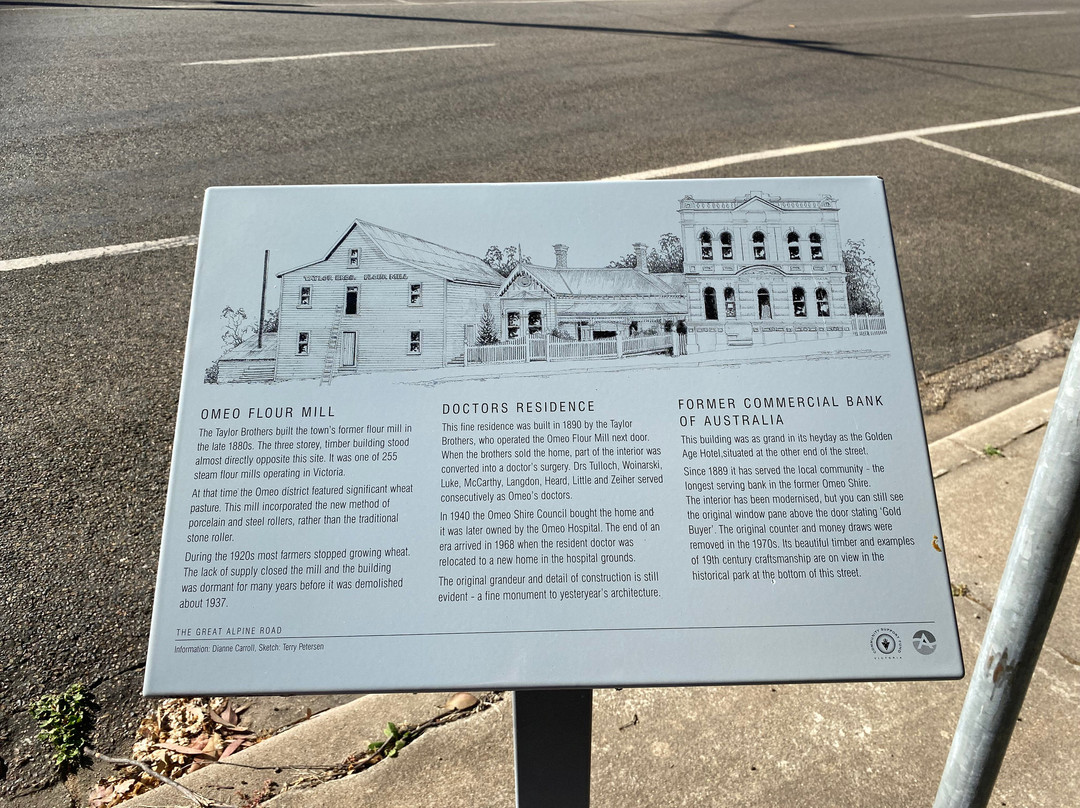 TAYLOR BROS. FLOUR MILL
OMEO FLOUR MILL
The Taylor Brothers built the town's former flour mill in
the late 1880s. The three storey, timber building stood
almost directly opposite this site. It was one of 255
steam flour mills operating in Victoria.
At that time the Omeo district featured significant wheat
pasture. This mill incorporated the new method of
porcelain and steel rollers, rather than the traditional
stone roller.
During the 1920s most farmers stopped growing wheat.
The lack of supply closed the mill and the building
was dormant for many years before it was demolished
about 1937.
DOCTORS RESIDENCE
This fine residence was built in 1890 by the Taylor
Brothers, who operated the Omeo Flour Mill next door.
When the brothers sold the home, part of the interior was
converted into a doctor's surgery. Drs Tulloch, Woinarski,
Luke, McCarthy, Langdon, Heard, Little and Zeiher served
consecutively as Omeo's doctors.
In 1940 the Omeo Shire Council bought the home and
it was later owned by the Omeo Hospital. The end of an
era arrived in 1968 when the resident doctor was
relocated to a new home in the hospital grounds.
The original grandeur and detail of construction is still
evident - a fine monument to yesteryear's architecture.
FORMER COMMERCIAL BANK
OF AUSTRALIA
This building was as grand in its heyday as the Golden
Age Hotel,situated at the other end of the street.
Since 1889 it has served the local community - the
longest serving bank in the former Omeo Shire.
The interior has been modernised, but you can still see
the original window pane above the door stating 'Gold
Buyer'. The original counter and money draws were
removed in the 1970s. Its beautiful timber and examples
of 19th century craftsmanship are on view in the
historical park at the bottom of this street.
THE GREAT ALPINE ROAD
Information: Dianne Carroll, Sketch: Terry Petersen
COMMUNITY SUPPORT FUND
VICTORIA